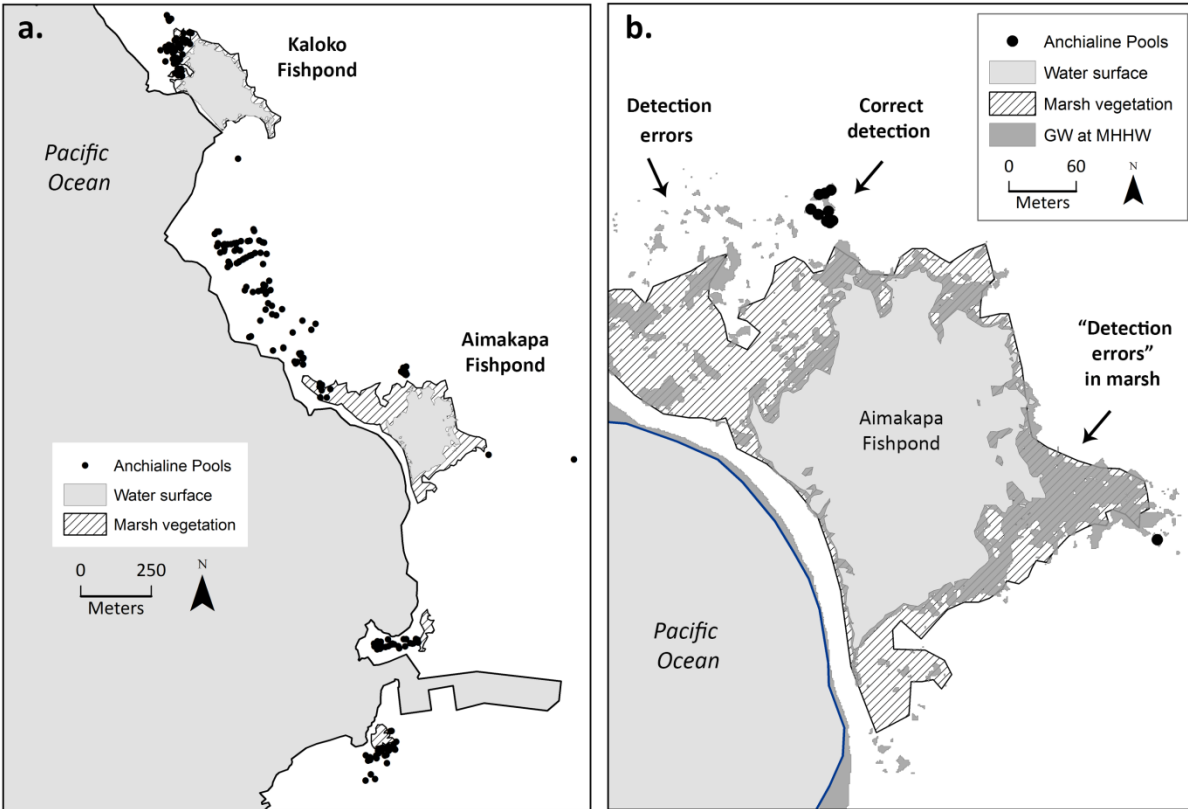 a.
Kaloko
Fishpond
Pacific
Ocean
Aimakapa
Fishpond
Anchialine Pools
Water surface
Marsh vegetation
0 250
Meters
N
b.
Anchialine Pools
Water surface
Marsh vegetation
GW at MHHW
0 60
Meters
N
Detection
errors
Correct
detection
"Detection
errors"
in marsh
Aimakapa
Fishpond
Pacific
Ocean